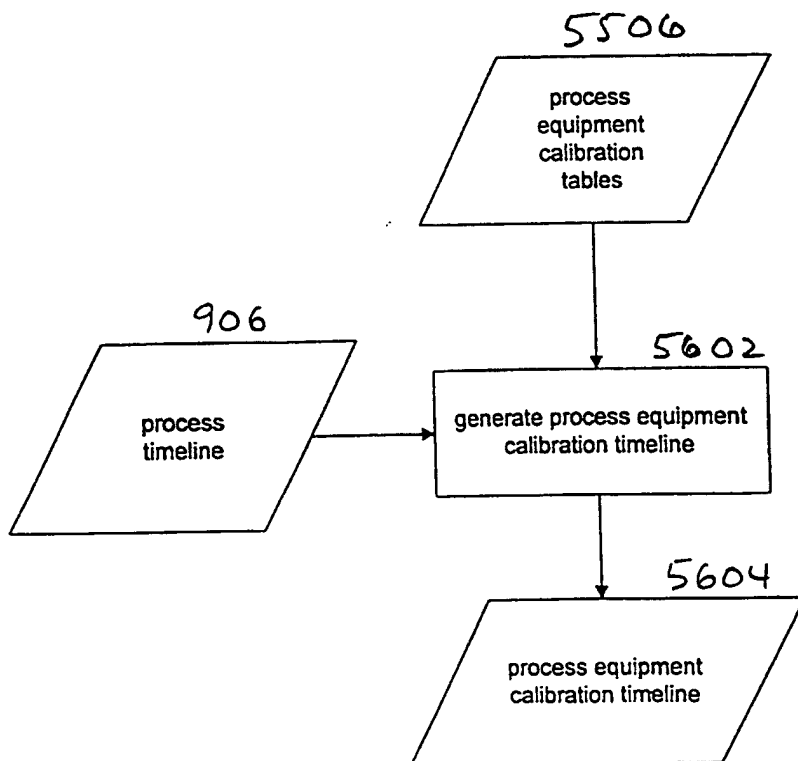 5506
process
equipment
calibration
tables
906
process
timeline
5602
generate process equipment
calibration timeline
5604
process equipment
calibration timeline